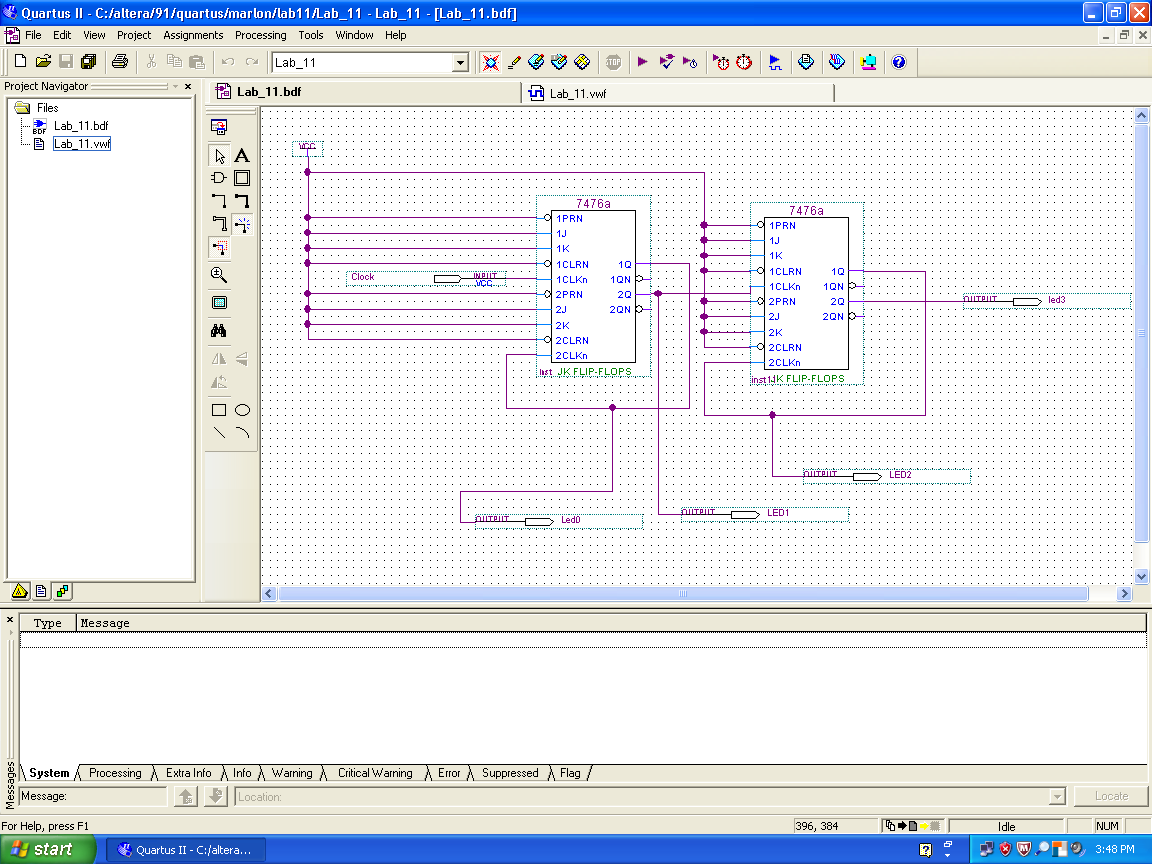 Quartus II - C:/altera/91/quartus/marlon/lab11/Lab_11 - Lab_11 - [Lab_11.bdf]
File Edit View Project Assignments Processing Tools Window Help
Lab_11
STOP
Project Navigator
Files
BDF
Lab_11.bdf
Lab_11.vwf
Lab_11.bdf
Lab_11.vwf
A
VCC
7476a
1PRN
1J
1K
1CLRN 1Q
1CLKn 1QN
2PRN 2Q
2J 2QN
2K
2CLRN
2CLKn
inst JK FLIP-FLOPS
Clock INPUT
VCC
7476a
1PRN
1J
1K
1CLRN 1Q
1CLKn 1QN
2PRN 2Q
2J 2QN
2K
2CLRN
2CLKn
inst1 JK FLIP-FLOPS
OUTPUT led3
OUTPUT LED2
OUTPUT LED1
OUTPUT Led0
Type Message
Messages
System Processing Extra Info Info Warning Critical Warning Error Suppressed Flag
Message: Location: Locate
For Help, press F1 396, 384 Idle NUM
start Quartus II - C:/altera... 3:48 PM